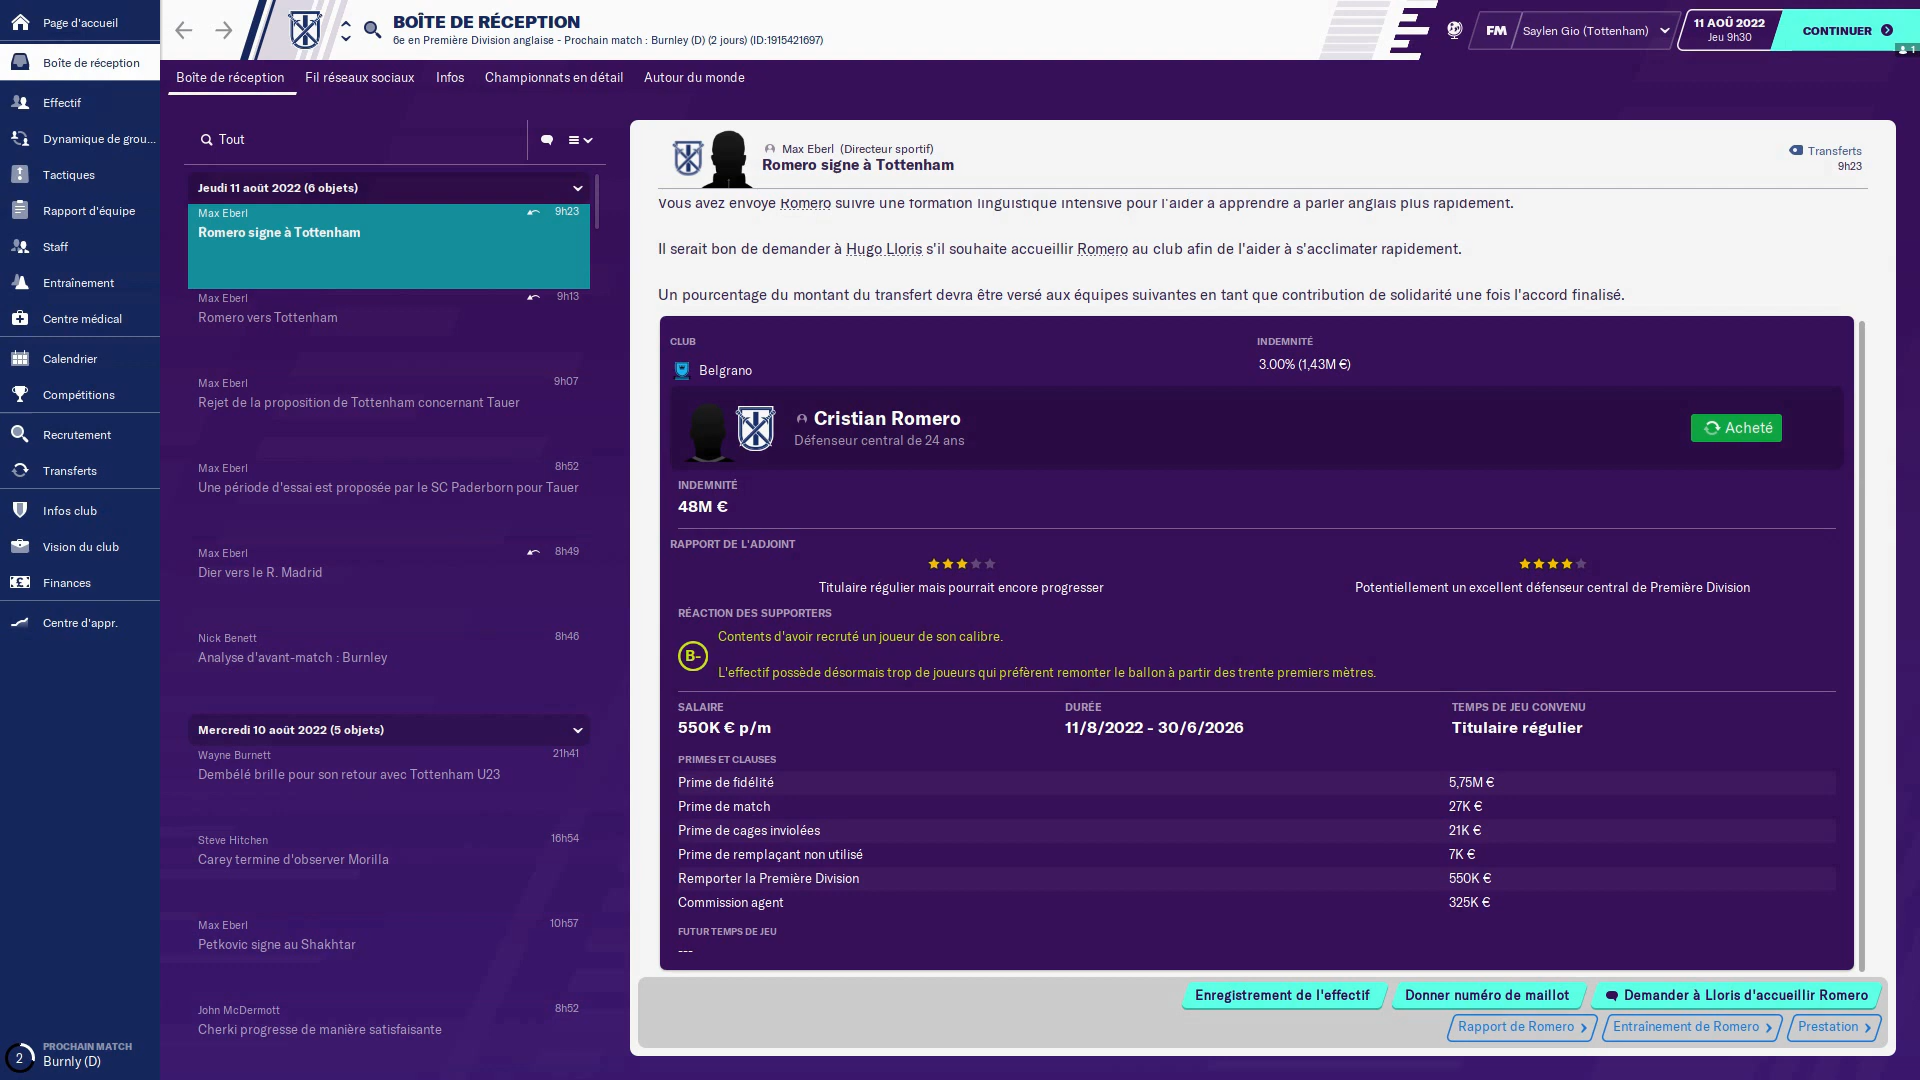 Page d'accueil
Boîte de réception
Effectif
Dynamique de grou...
Tactiques
Rapport d'équipe
Staff
Entraînement
Centre médical
Calendrier
Compétitions
Recrutement
Transferts
Infos club
Vision du club
Finances
Centre d'appr.
2
PROCHAIN MATCH
Burnly (D)
BOÎTE DE RÉCEPTION
6e en Première Division anglaise - Prochain match : Burnley (D) (2 jours) (ID:1915421697)
FM
Saylen Gio (Tottenham)
11 AOÛ 2022
Jeu 9h30
CONTINUER
1
Boîte de réception
Fil réseaux sociaux
Infos
Championnats en détail
Autour du monde
Tout
Jeudi 11 août 2022 (6 objets)
Max Eberl 9h23
Romero signe à Tottenham
Max Eberl 9h13
Romero vers Tottenham
Max Eberl 9h07
Rejet de la proposition de Tottenham concernant Tauer
Max Eberl 8h52
Une période d'essai est proposée par le SC Paderborn pour Tauer
Max Eberl 8h49
Dier vers le R. Madrid
Nick Benett 8h46
Analyse d'avant-match : Burnley
Mercredi 10 août 2022 (5 objets)
Wayne Burnett 21h41
Dembélé brille pour son retour avec Tottenham U23
Steve Hitchen 16h54
Carey termine d'observer Morilla
Max Eberl 10h57
Petkovic signe au Shakhtar
John McDermott 8h52
Cherki progresse de manière satisfaisante
Max Eberl (Directeur sportif)
Romero signe à Tottenham
Transferts
9h23
Vous avez envoyé Romero suivre une formation linguistique intensive pour l'aider à apprendre à parler anglais plus rapidement.
Il serait bon de demander à Hugo Lloris s'il souhaite accueillir Romero au club afin de l'aider à s'acclimater rapidement.
Un pourcentage du montant du transfert devra être versé aux équipes suivantes en tant que contribution de solidarité une fois l'accord finalisé.
CLUB INDEMNITÉ
Belgrano 3.00% (1,43M €)
Cristian Romero
Défenseur central de 24 ans
Acheté
INDEMNITÉ
48M €
RAPPORT DE L'ADJOINT
Titulaire régulier mais pourrait encore progresser
Potentiellement un excellent défenseur central de Première Division
RÉACTION DES SUPPORTERS
B-
Contents d'avoir recruté un joueur de son calibre.
L'effectif possède désormais trop de joueurs qui préfèrent remonter le ballon à partir des trente premiers mètres.
SALAIRE DURÉE TEMPS DE JEU CONVENU
550K € p/m 11/8/2022 - 30/6/2026 Titulaire régulier
PRIMES ET CLAUSES
Prime de fidélité 5,75M €
Prime de match 27K €
Prime de cages inviolées 21K €
Prime de remplaçant non utilisé 7K €
Remporter la Première Division 550K €
Commission agent 325K €
FUTUR TEMPS DE JEU
---
Enregistrement de l'effectif
Donner numéro de maillot
Demander à Lloris d'accueillir Romero
Rapport de Romero
Entraînement de Romero
Prestation